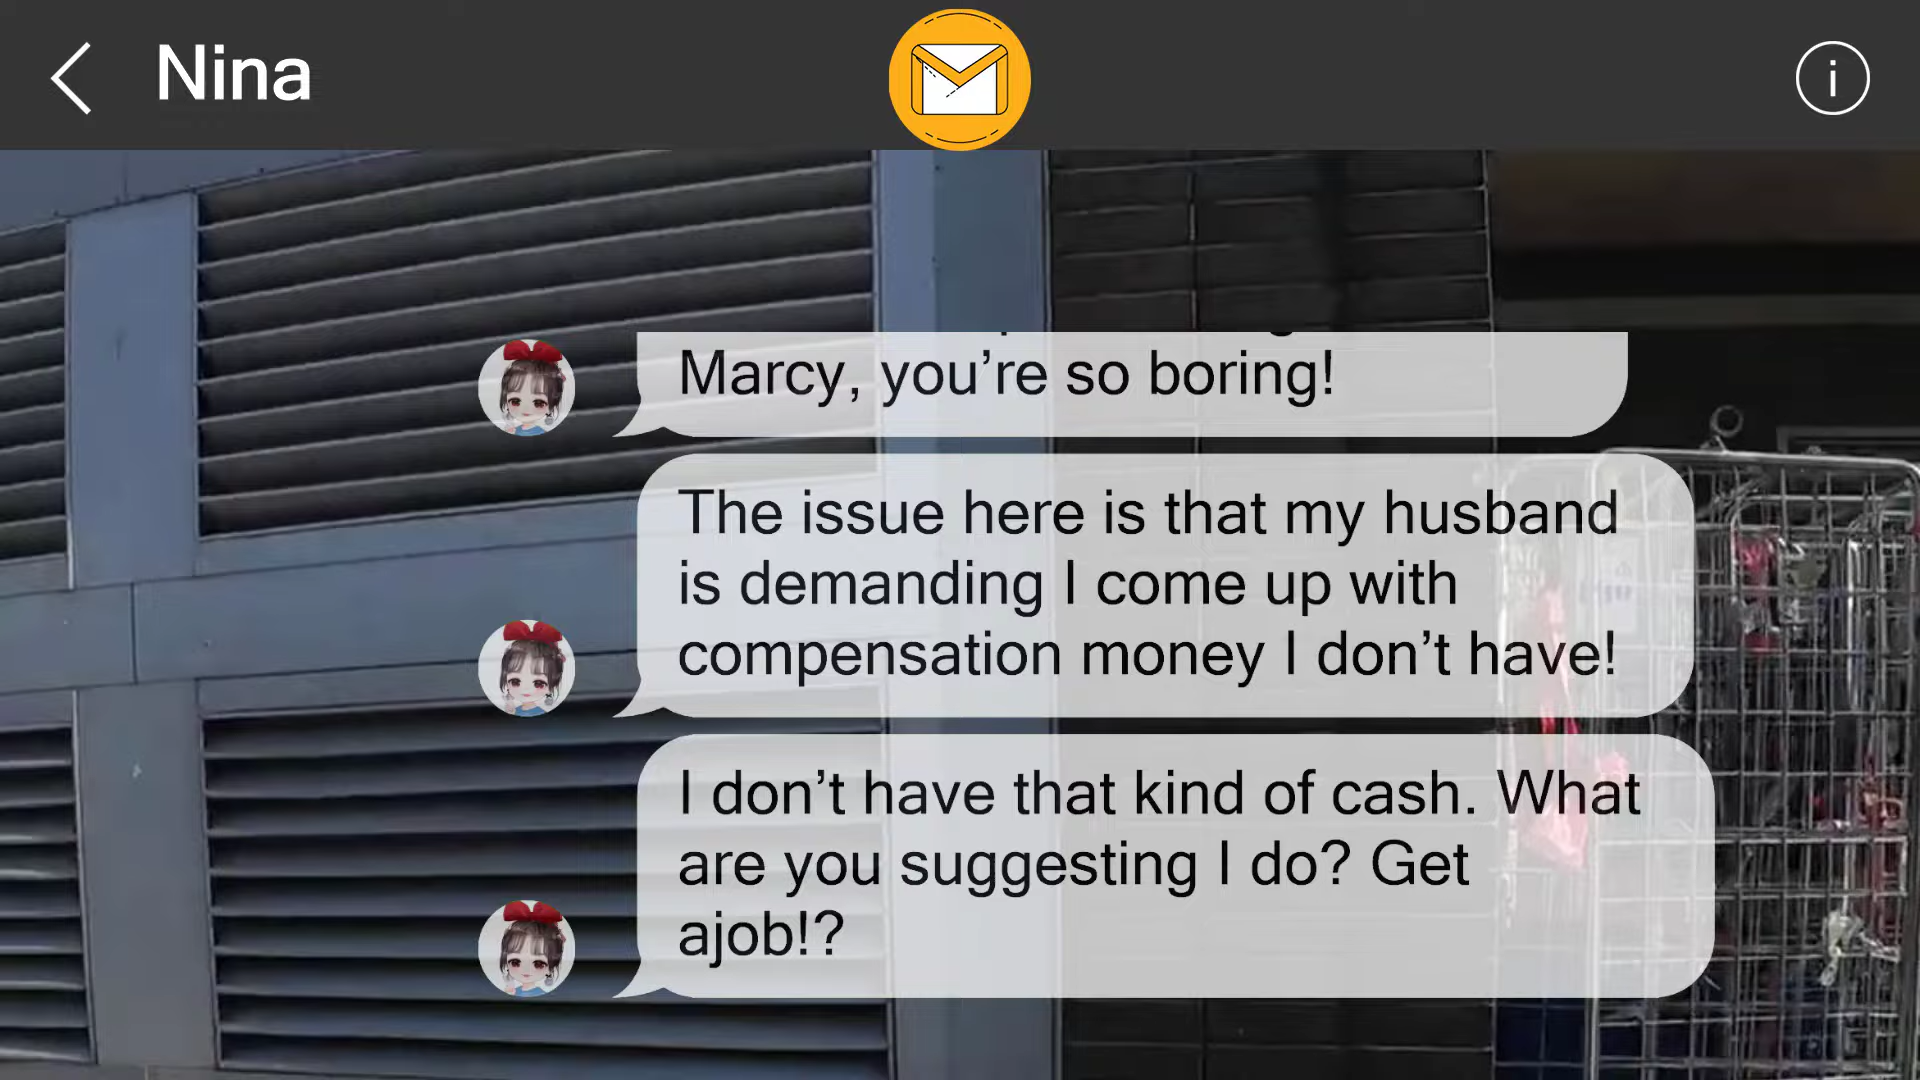 Nina
Marcy, you’re so boring!
The issue here is that my husband
is demanding I come up with
compensation money I don’t have!
I don’t have that kind of cash. What
are you suggesting I do? Get
ajob!?